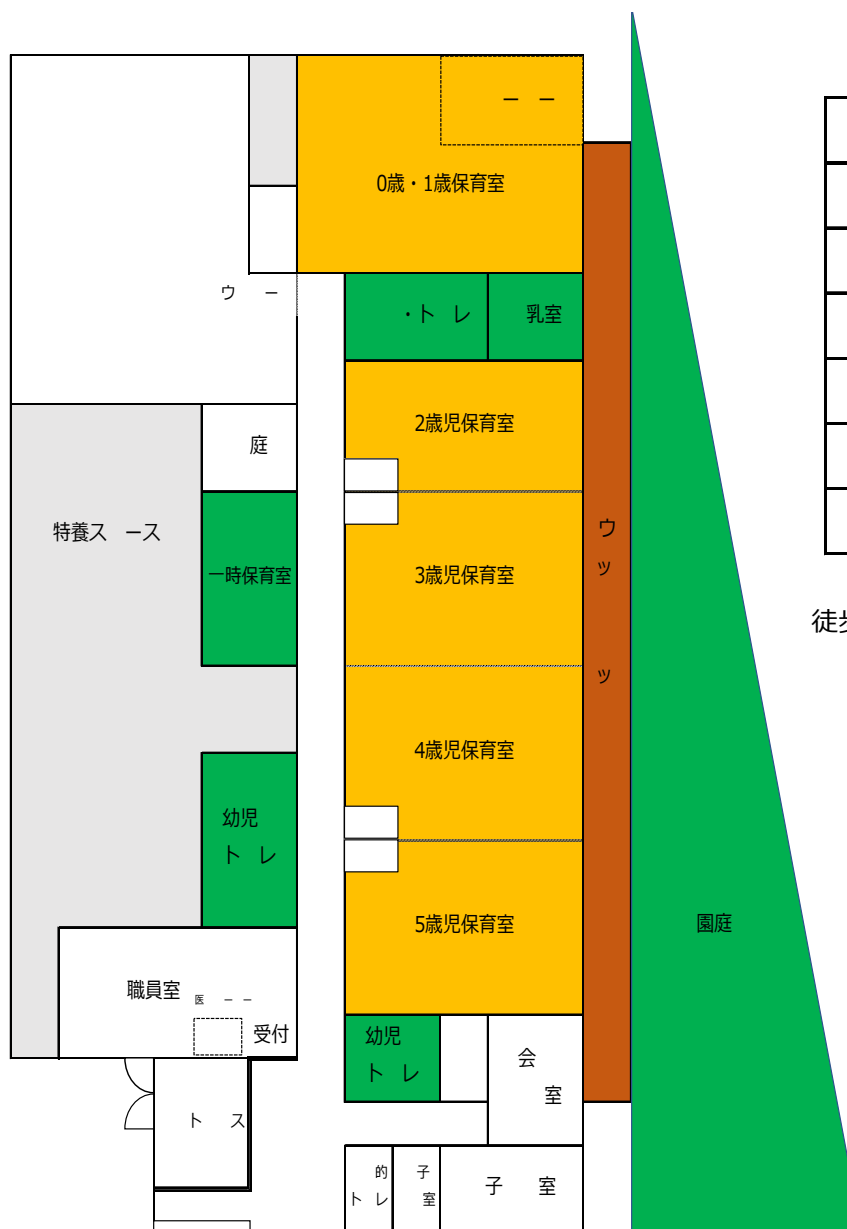 ー ー
0歳・1歳保育室
ウ ー
・ト レ
乳室
2歳児保育室
庭
特養ス ース
一時保育室
3歳児保育室
ウ
ッ
ッ
徒歩
4歳児保育室
幼児
ト レ
5歳児保育室
園庭
職員室
医 ー ー
受付
幼児
ト レ
会
室
ト ス
的
ト レ
子
室
子 室